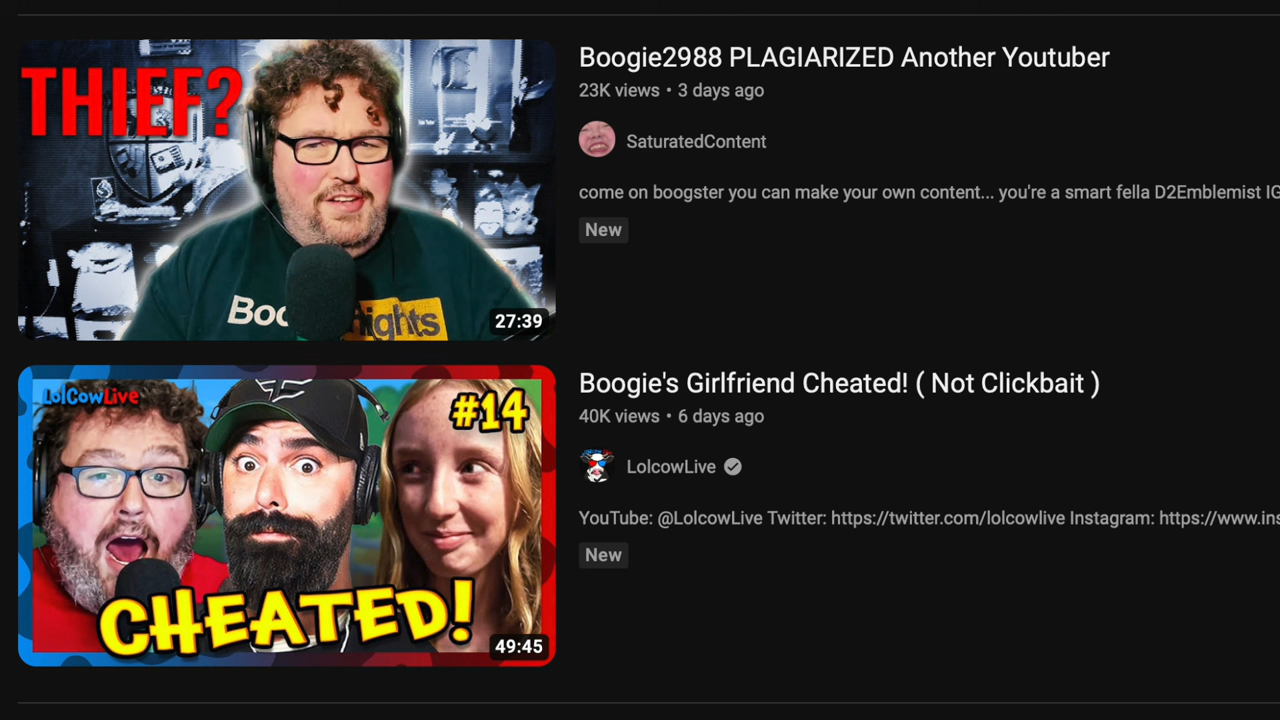 THIEF?
Boo ights
27:39
Boogie2988 PLAGIARIZED Another Youtuber
23K views • 3 days ago
SaturatedContent
come on boogster you can make your own content... you're a smart fella D2Emblemist
New
LolCowLive
#14
CHEATED!
49:45
Boogie's Girlfriend Cheated! ( Not Clickbait )
40K views • 6 days ago
LolcowLive
YouTube: @LolcowLive Twitter: https://twitter.com/lolcowlive Instagram: https://www.ins
New